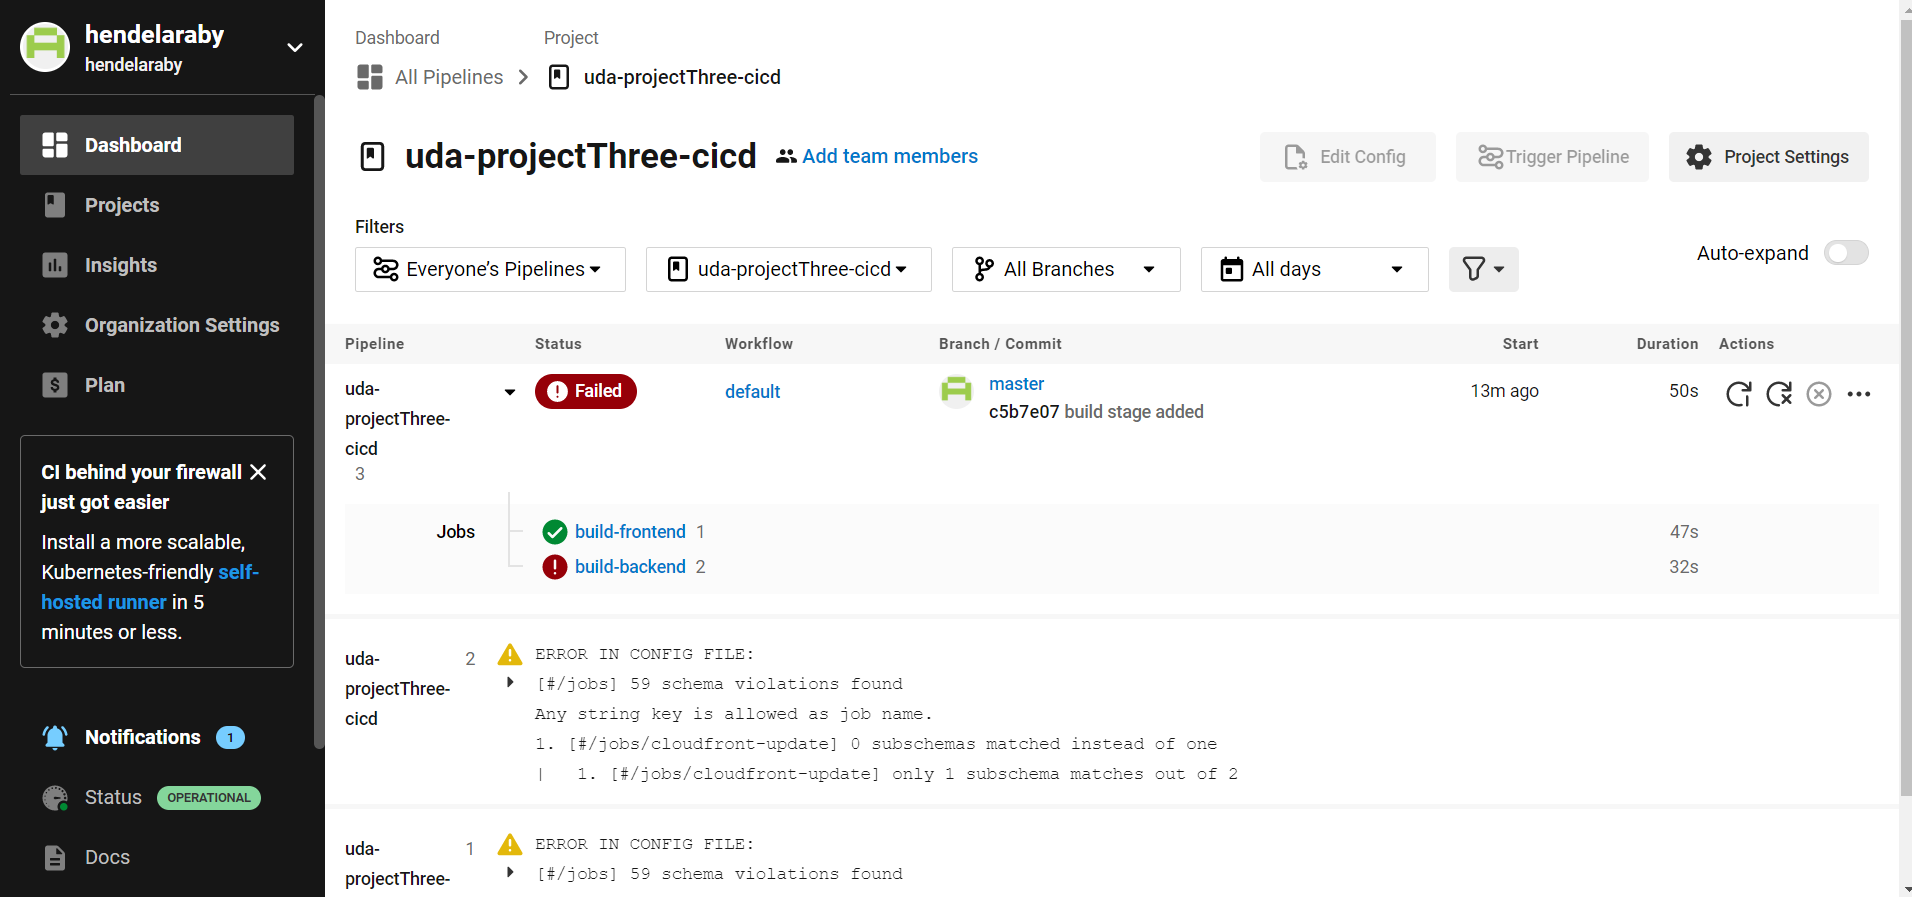 hendelaraby
hendelaraby
Dashboard
Projects
Insights
Organization Settings
Plan
CI behind your firewall
just got easier
Install a more scalable,
Kubernetes-friendly self-
hosted runner in 5
minutes or less.
Notifications 1
Status OPERATIONAL
Docs
Dashboard Project
All Pipelines uda-projectThree-cicd
uda-projectThree-cicd Add team members Edit Config Trigger Pipeline Project Settings
Filters
Everyone’s Pipelines uda-projectThree-cicd All Branches All days Auto-expand
Pipeline Status Workflow Branch / Commit Start Duration Actions
uda-
projectThree-
cicd
3
Failed default master 13m ago 50s
c5b7e07 build stage added
Jobs build-frontend 1 47s
build-backend 2 32s
uda-
projectThree-
cicd
2
ERROR IN CONFIG FILE:
[#/jobs] 59 schema violations found
Any string key is allowed as job name.
1. [#/jobs/cloudfront-update] 0 subschemas matched instead of one
|   1. [#/jobs/cloudfront-update] only 1 subschema matches out of 2
uda-
projectThree-
1
ERROR IN CONFIG FILE:
[#/jobs] 59 schema violations found